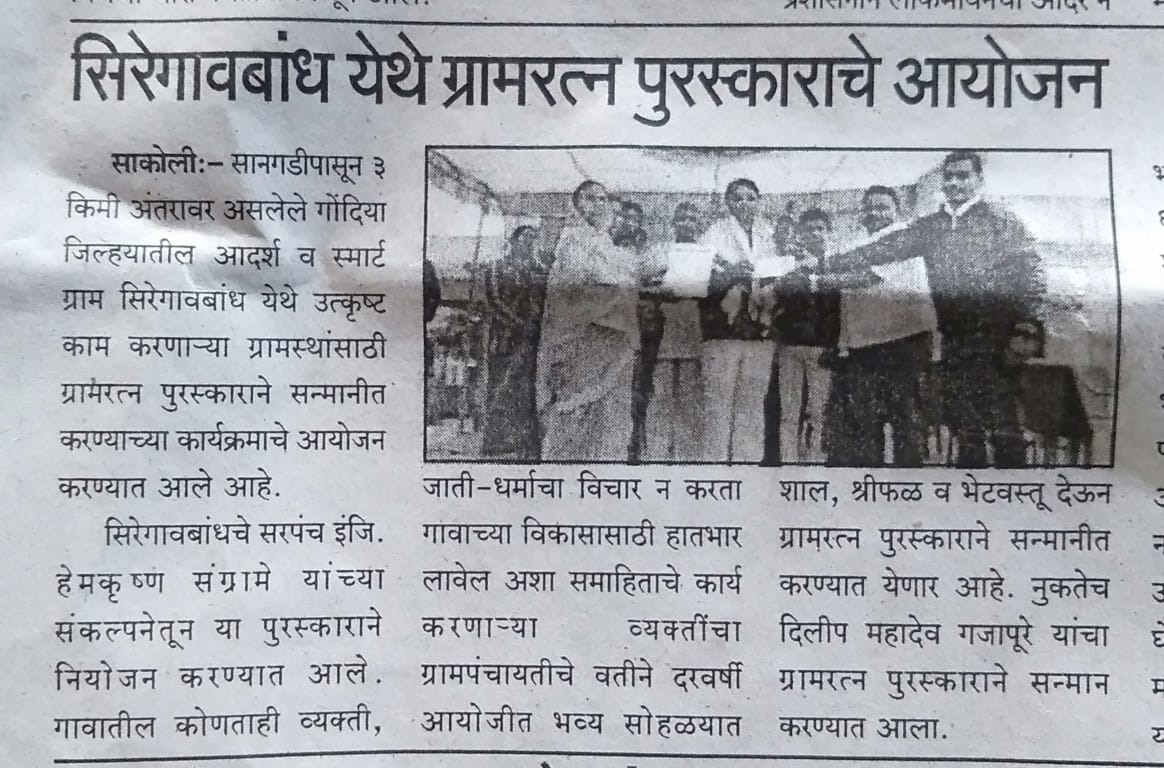 सिरेगावबांध येथे ग्रामरत्न पुरस्काराचे आयोजन
साकोली:– सानगडीपासून ३
किमी अंतरावर असलेले गोंदिया
जिल्हयातील आदर्श व स्मार्ट
ग्राम सिरेगावबांध येथे उत्कृष्ट
काम करणाऱ्या ग्रामस्थांसाठी
ग्रामरत्न पुरस्काराने सन्मानीत
करण्याच्या कार्यक्रमाचे आयोजन
करण्यात आले आहे.
सिरेगावबांधचे सरपंच इंजि.
हेमकृष्ण संग्रामे यांच्या
संकल्पनेतून या पुरस्काराने
नियोजन करण्यात आले.
गावातील कोणताही व्यक्ती,
जाती-धर्माचा विचार न करता
गावाच्या विकासासाठी हातभार
लावेल अशा समाहिताचे कार्य
करणाऱ्या व्यक्तींचा
ग्रामपंचायतीचे वतीने दरवर्षी
आयोजीत भव्य सोहळयात
शाल, श्रीफळ व भेटवस्तू देऊन
ग्रामरत्न पुरस्काराने सन्मानीत
करण्यात येणार आहे. नुकतेच
दिलीप महादेव गजापूरे यांचा
ग्रामरत्न पुरस्काराने सन्मान
करण्यात आला.